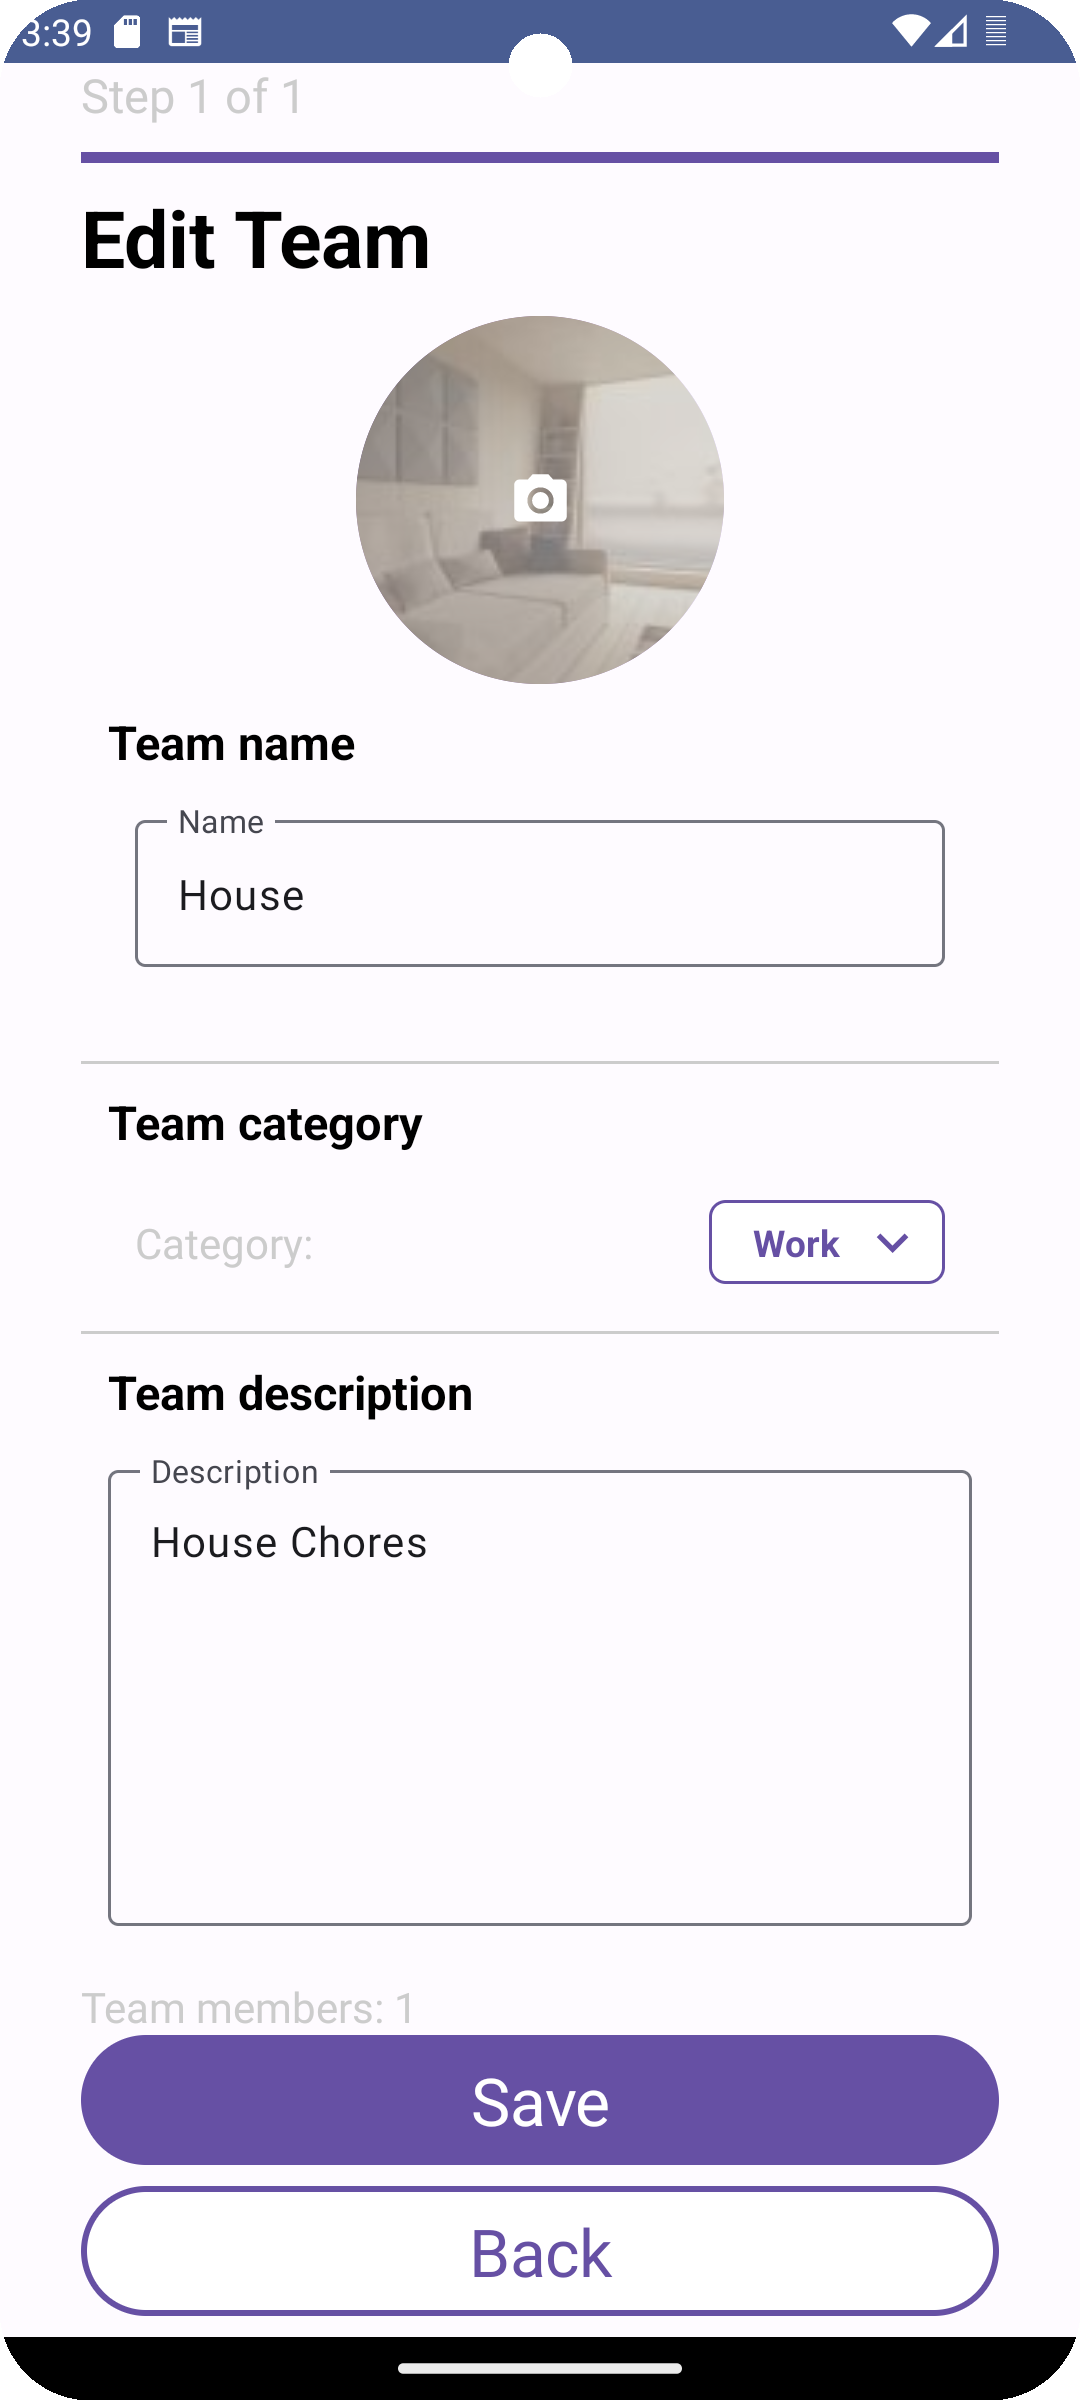 3:39
Step 1 of 1
Edit Team
Team name
Name
House
Team category
Category:
Work
Team description
Description
House Chores
Team members: 1
Save
Back